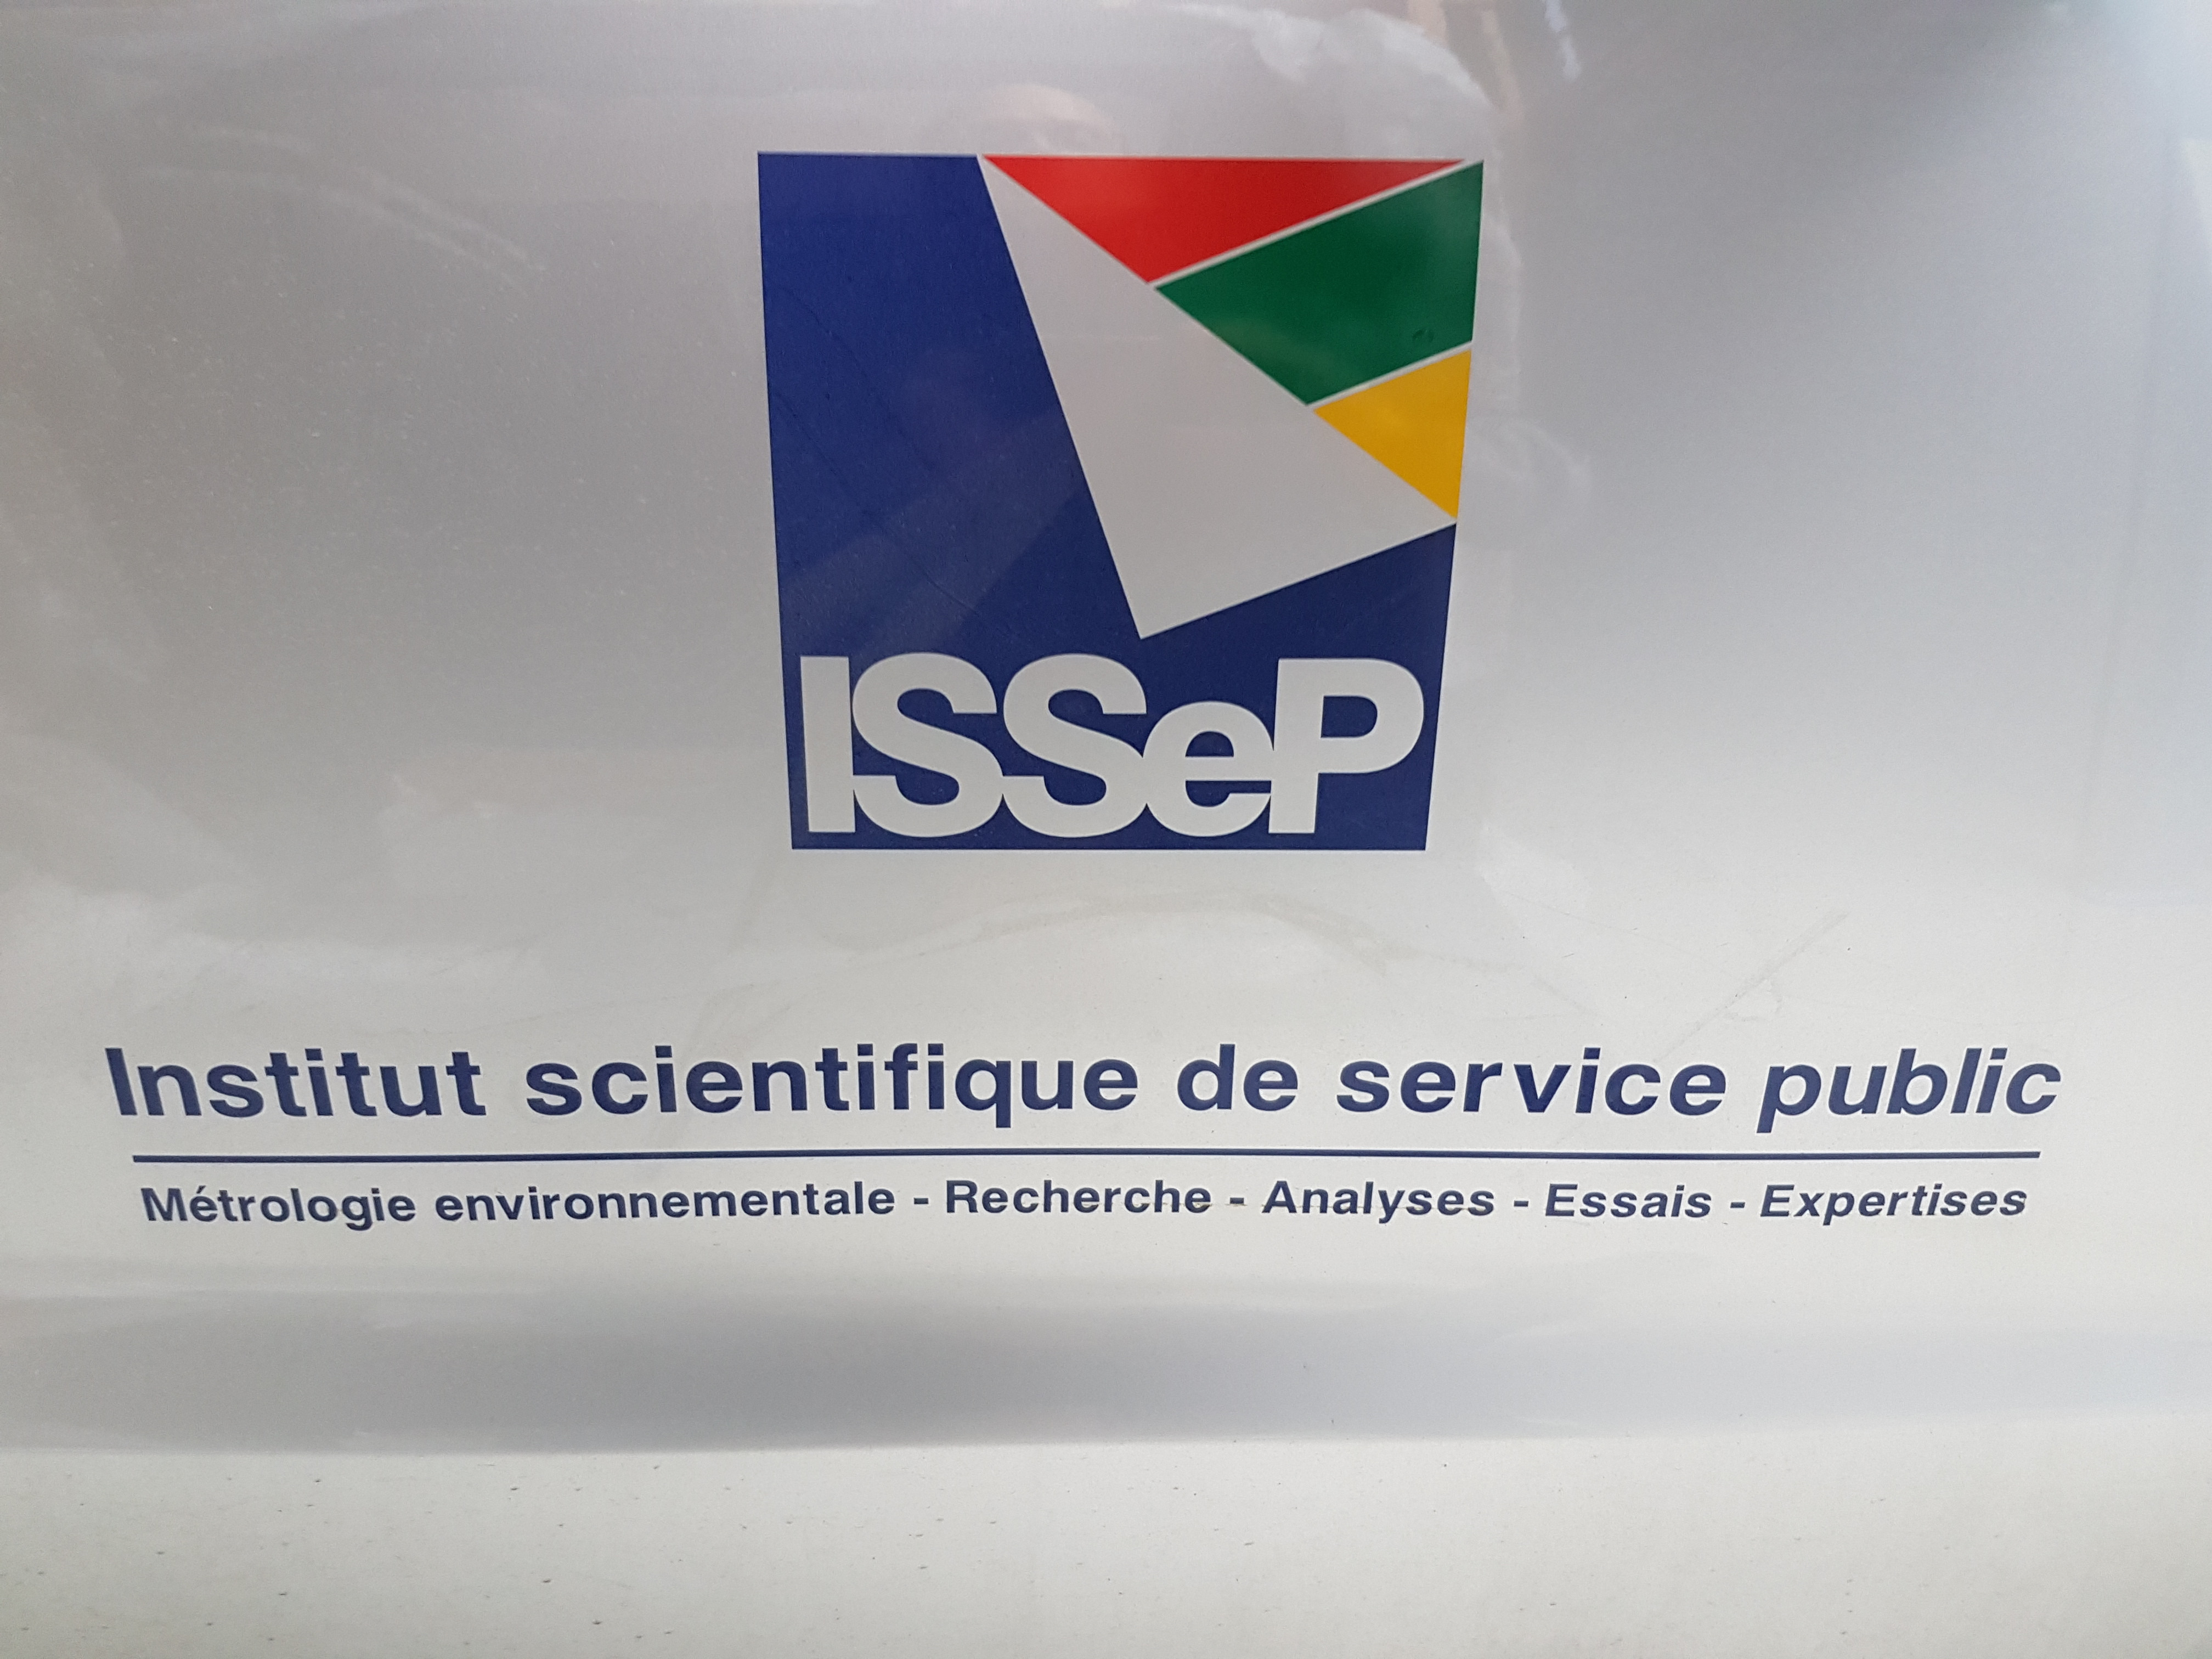 ISSeP
Institut scientifique de service public
Métrologie environnementale - Recherche - Analyses - Essais - Expertises